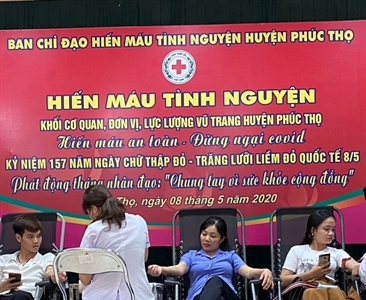 BAN CHỈ ĐẠO HIẾN MÁU TÌNH NGUYỆN HUYỆN PHÚC THỌ
HIẾN MÁU TÌNH NGUYỆN
KHỐI CƠ QUAN, ĐƠN VỊ, LỰC LƯỢNG VŨ TRANG HUYỆN PHÚC THỌ
Hiến máu an toàn - Đừng ngại covid
KỶ NIỆM 157 NĂM NGÀY CHỮ THẬP ĐỎ - TRĂNG LƯỠI LIỀM ĐỎ QUỐC TẾ 8/5
Phát động tháng nhân đạo: "Chung tay vì sức khỏe cộng đồng"
Thọ, ngày 08 tháng 5 năm 2020